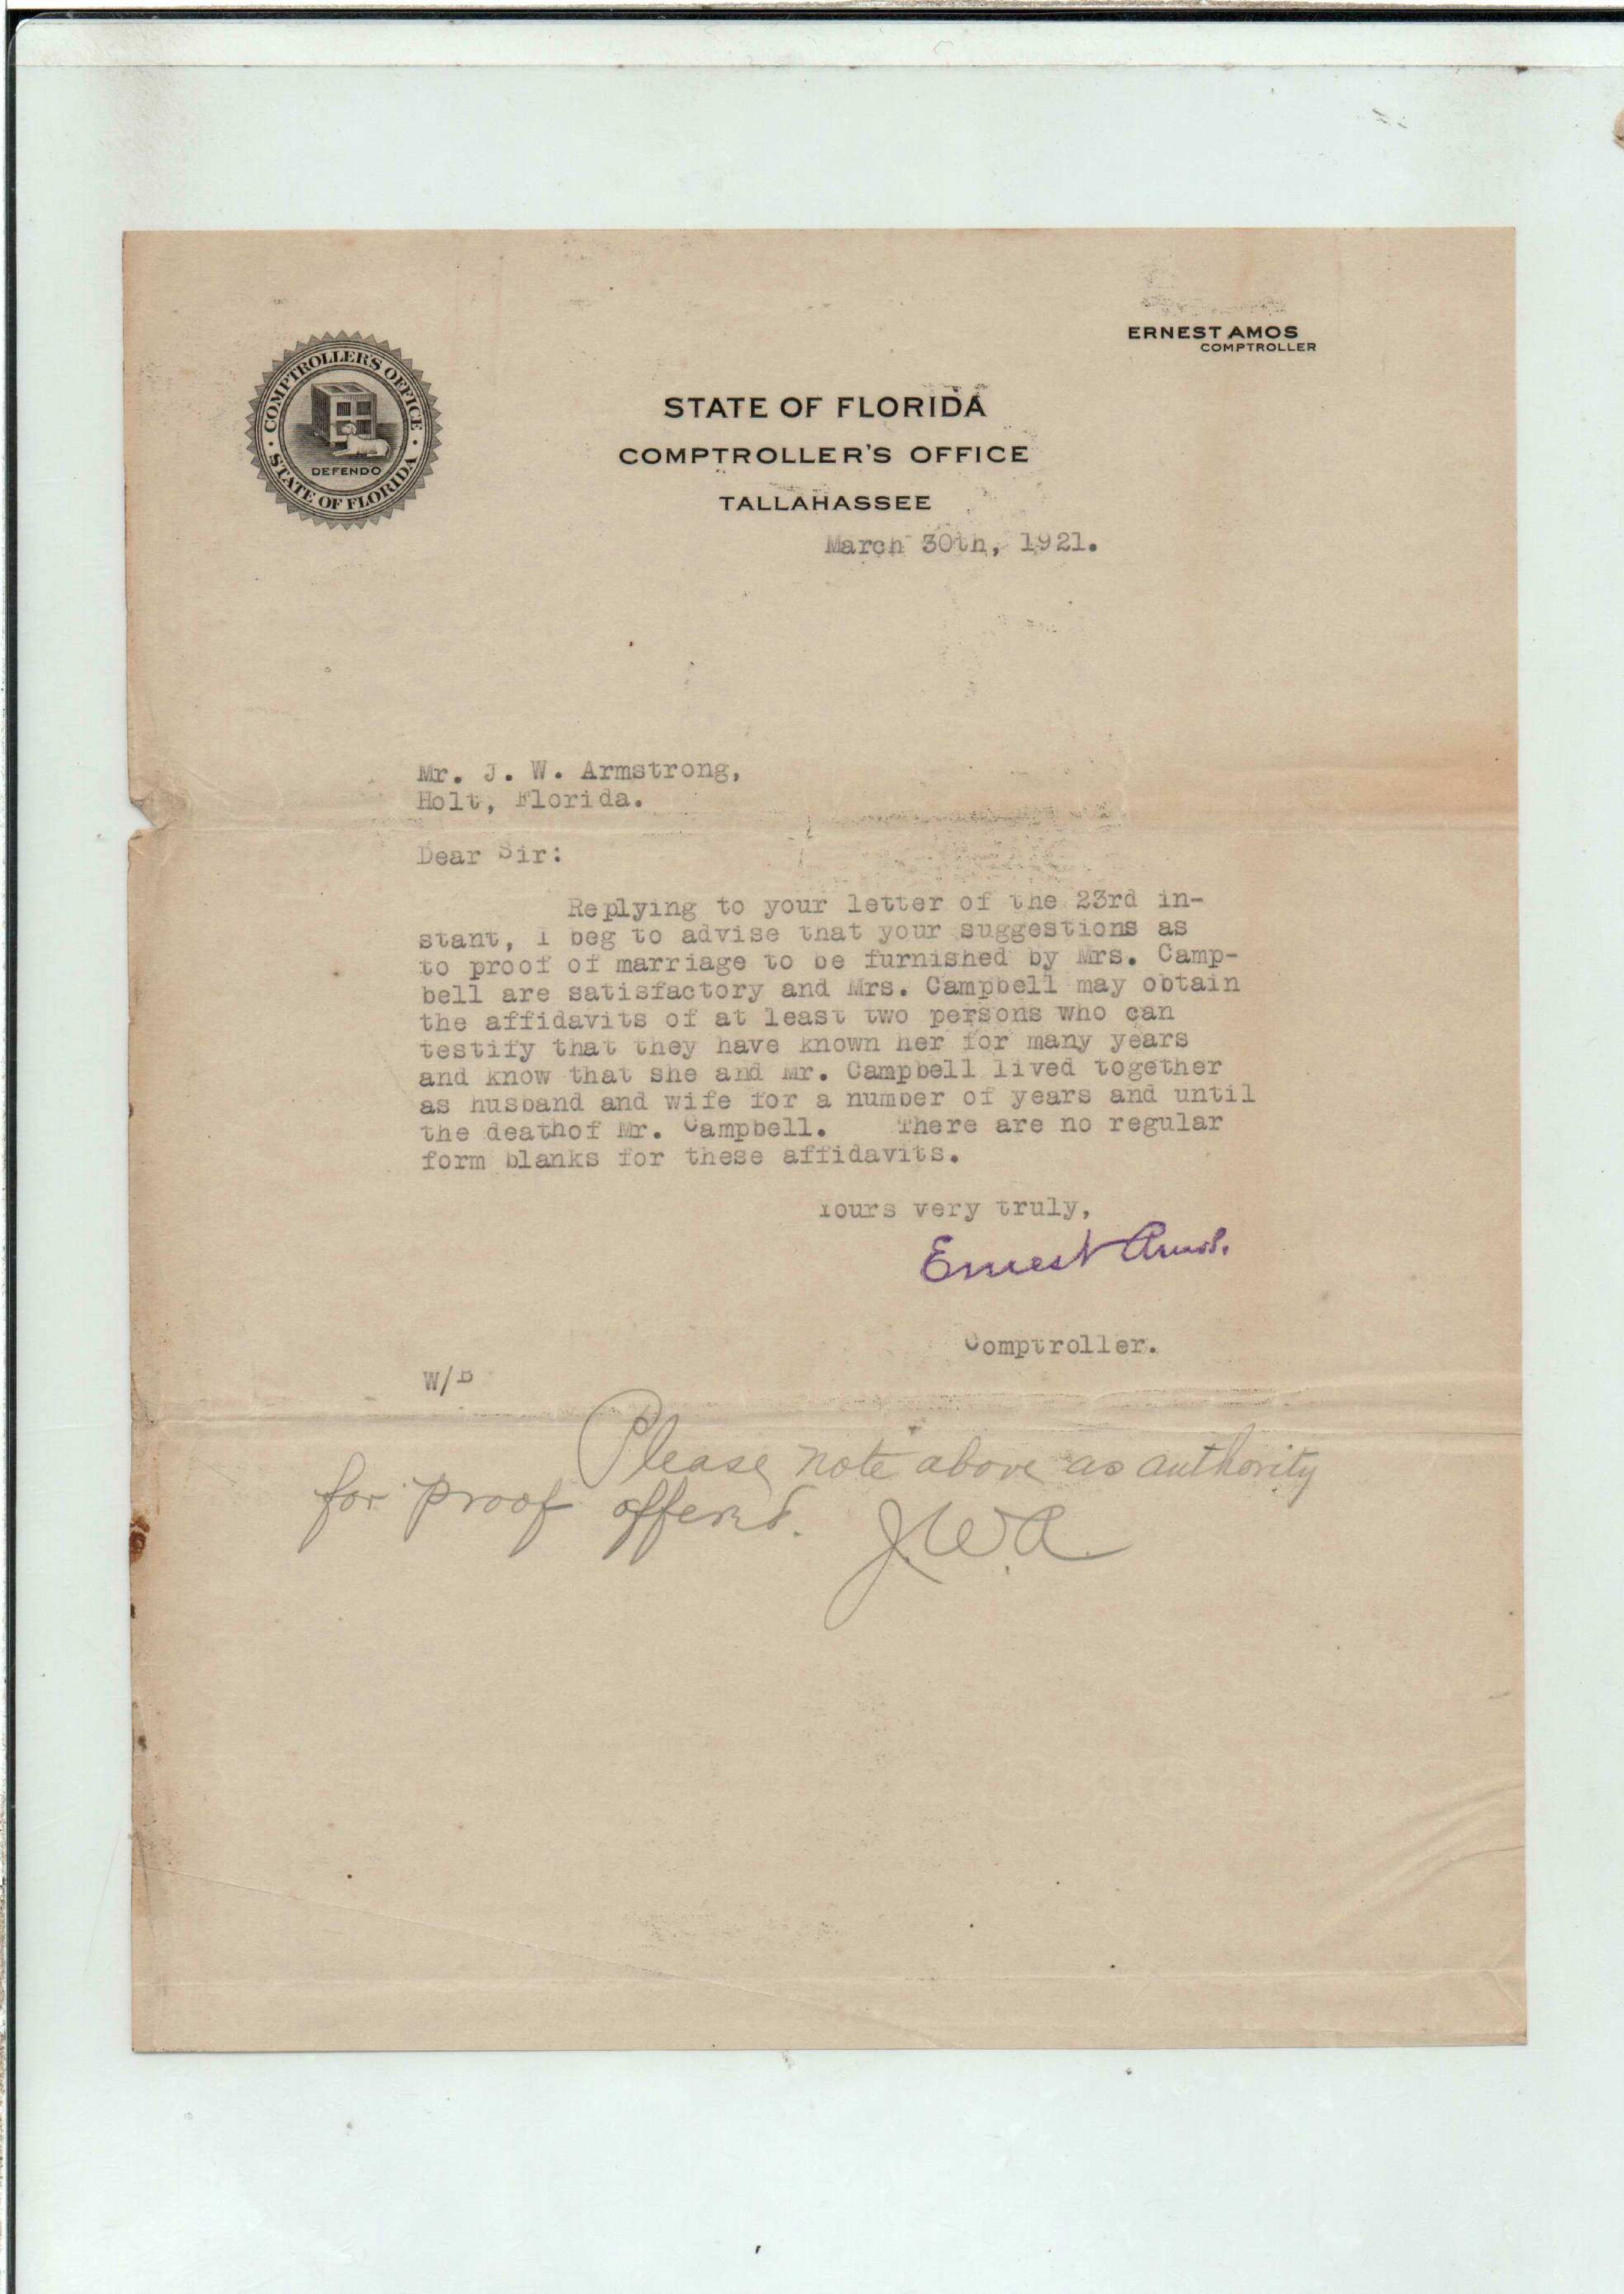 ERNEST AMOS
COMPTROLLER
COMPTROLLER'S OFFICE
DEFENDO
STATE OF FLORIDA
STATE OF FLORIDA
COMPTROLLER'S OFFICE
TALLAHASSEE
March 30th, 1921.
Mr. J. W. Armstrong,
Holt, Florida.
Dear Sir:
Replying to your letter of the 23rd in-
stant, I beg to advise that your suggestions as
to proof of marriage to be furnished by Mrs. Camp-
bell are satisfactory and Mrs. Campbell may obtain
the affidavits of at least two persons who can
testify that they have known her for many years
and know that she and Mr. Campbell lived together
as husband and wife for a number of years and until
the deathof Mr. Campbell. There are no regular
form blanks for these affidavits.
Yours very truly,
Ernest Amos.
Comptroller.
W/B
Please note above as authority
for proof offered. J.W.A.